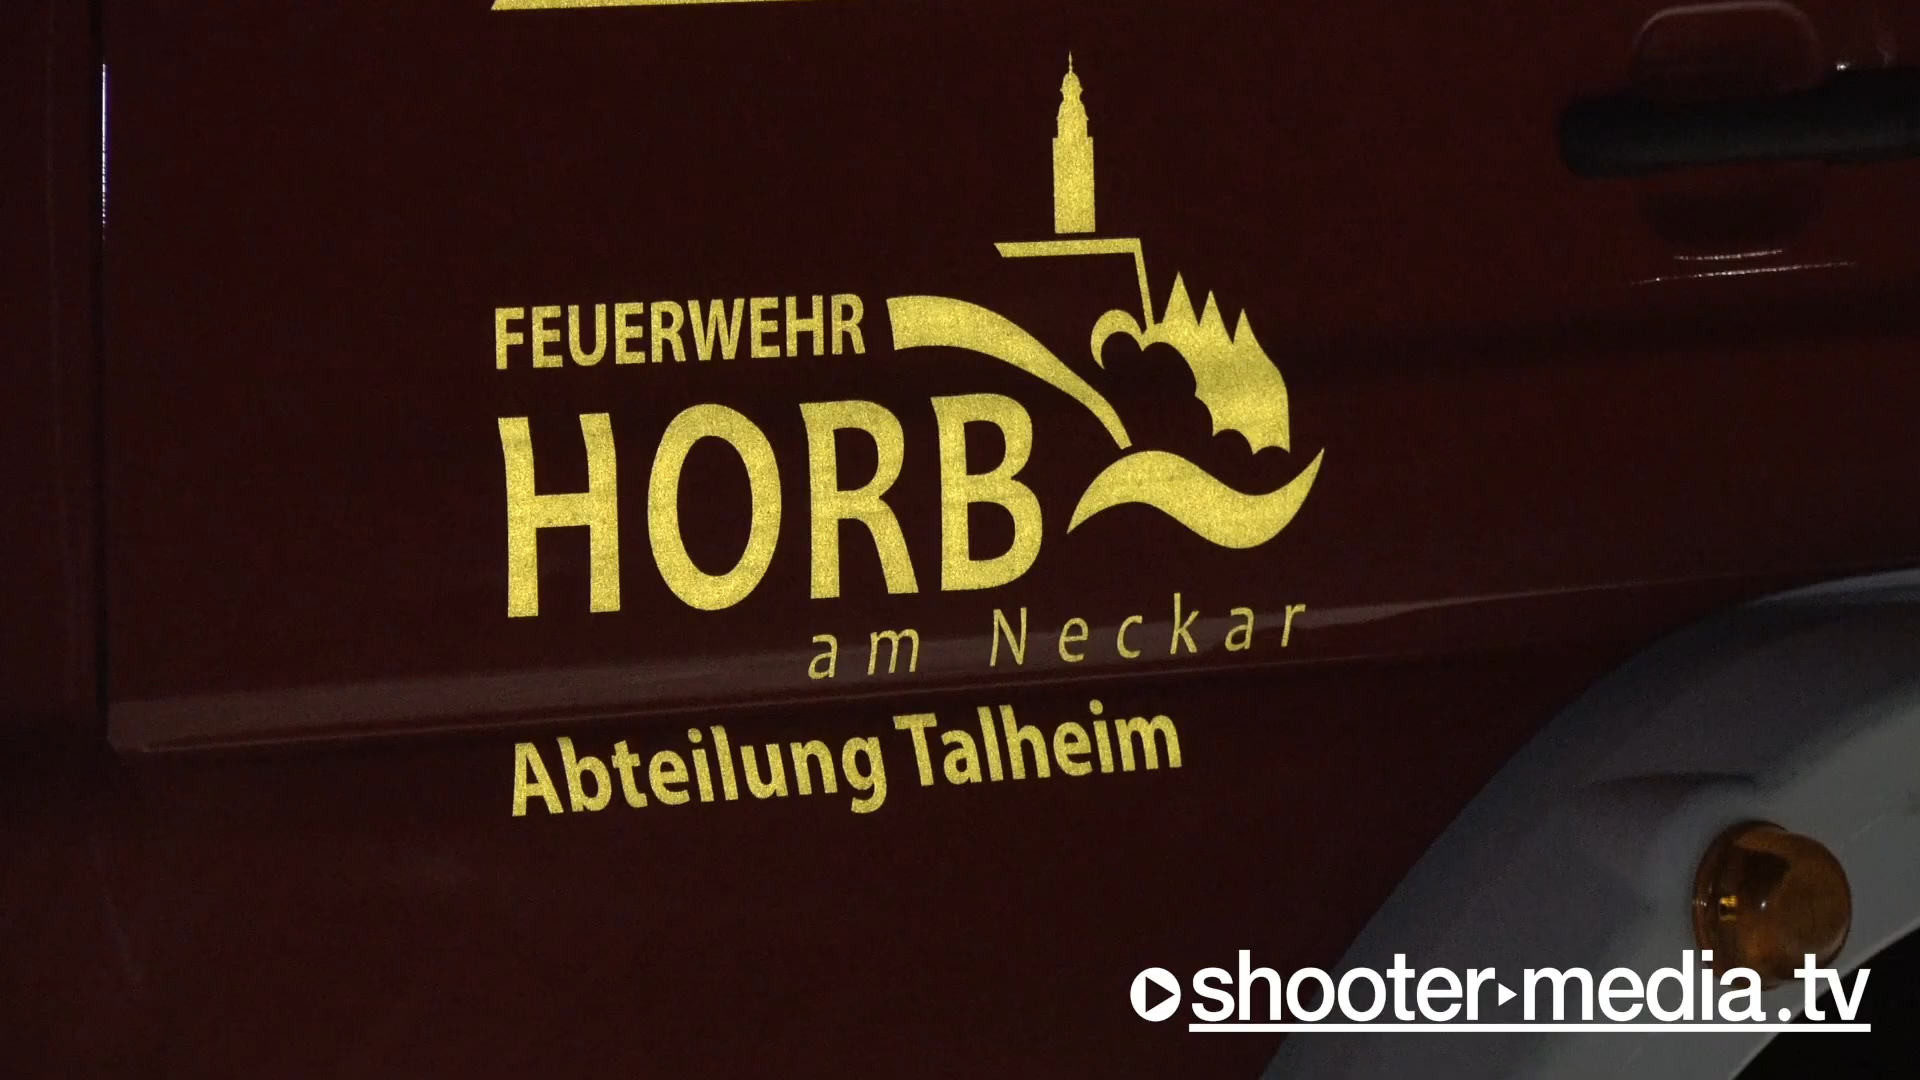 FEUERWEHR
HORB
am Neckar
Abteilung Talheim
shooter-media.tv